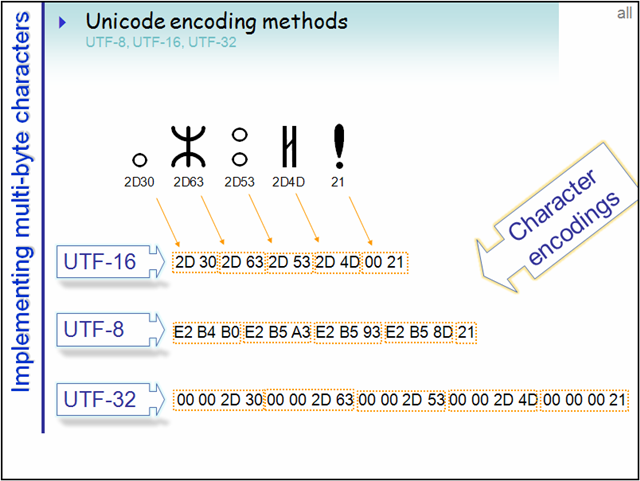 all
Unicode encoding methods
UTF-8, UTF-16, UTF-32
Implementing multi-byte characters
ⴰ ⵣ ⵓ ⵍ !
2D30 2D63 2D53 2D4D 21
Character
encodings
UTF-16 2D 30 2D 63 2D 53 2D 4D 00 21
UTF-8 E2 B4 B0 E2 B5 A3 E2 B5 93 E2 B5 8D 21
UTF-32 00 00 2D 30 00 00 2D 63 00 00 2D 53 00 00 2D 4D 00 00 00 21